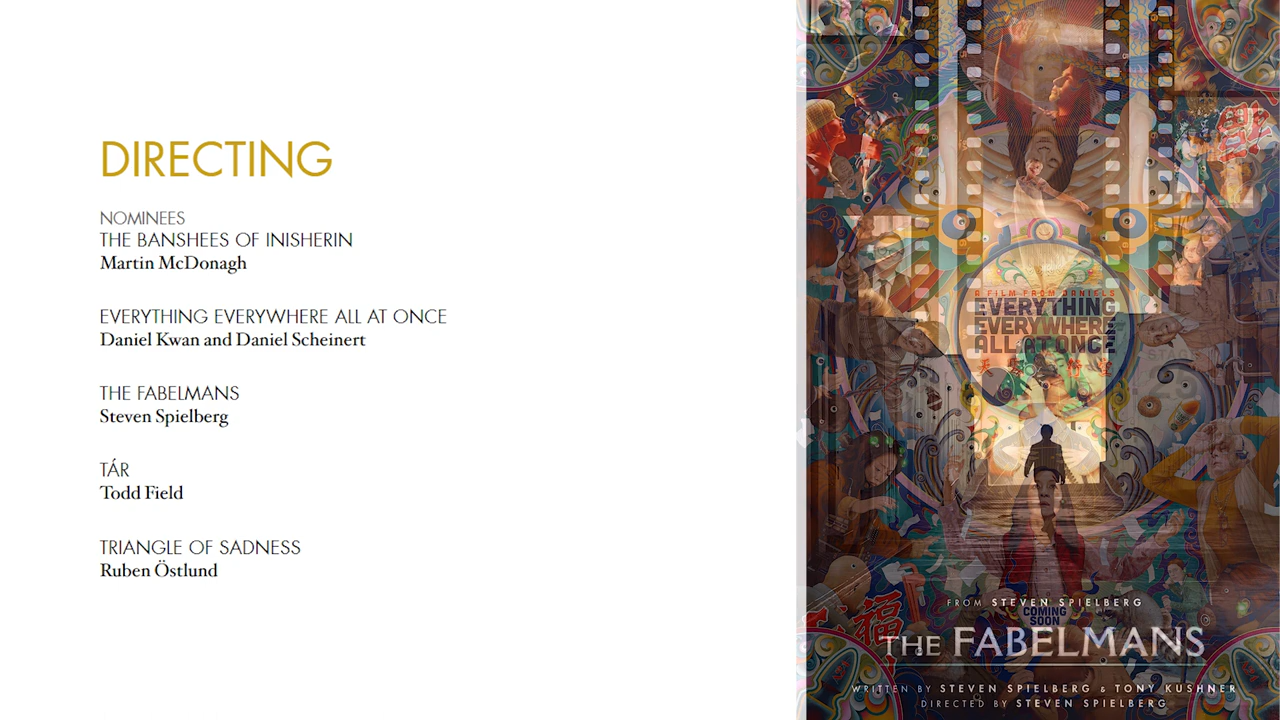 DIRECTING
NOMINEES
THE BANSHEES OF INISHERIN
Martin McDonagh
EVERYTHING EVERYWHERE ALL AT ONCE
Daniel Kwan and Daniel Scheinert
THE FABELMANS
Steven Spielberg
TÁR
Todd Field
TRIANGLE OF SADNESS
Ruben Östlund
A FILM FROM DANIELS
EVERYTHING
EVERYWHERE
ALL AT ONCE
福
FROM STEVEN SPIELBERG
COMING
SOON
THE FABELMANS
WRITTEN BY STEVEN SPIELBERG & TONY KUSHNER
DIRECTED BY STEVEN SPIELBERG